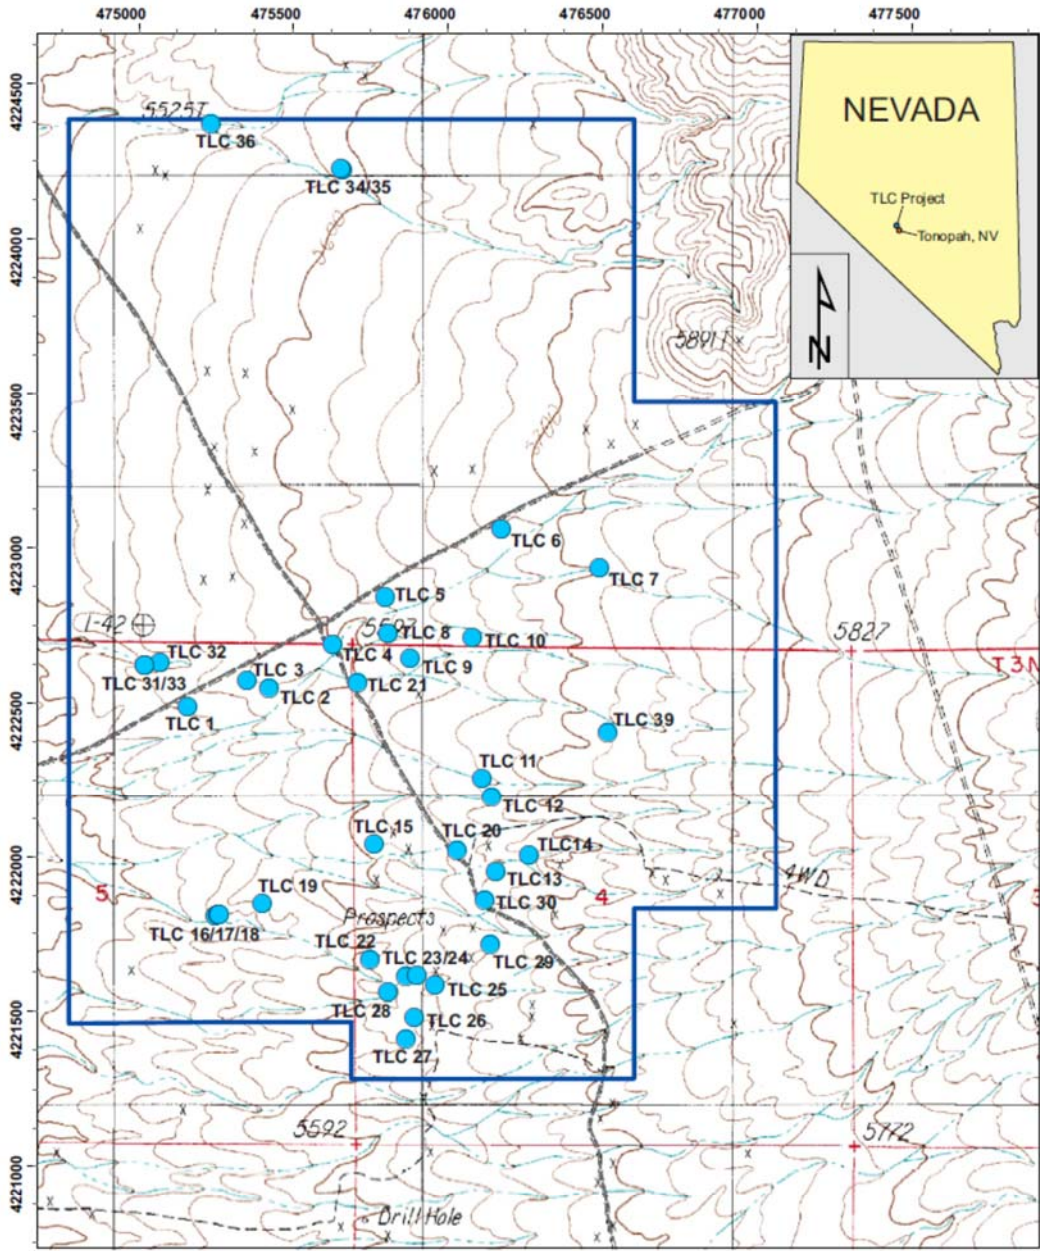 475000 475500 476000 476500 477000 477500
4224500
4224000
4223500
4223000
4222500
4222000
4221500
4221000
NEVADA
TLC Project
Tonopah, NV
N
5525T
TLC 36
TLC 34/35
5891T
TLC 6
TLC 7
TLC 5
1-42
TLC 8
TLC 10
5827
TLC 4
TLC 9
T3N
TLC 32
TLC 31/33
TLC 3
TLC 2
TLC 21
TLC 1
TLC 39
TLC 11
TLC 12
TLC 15
TLC 20
TLC14
TLC13
4WD
5
TLC 19
TLC 30
4
TLC 16/17/18
Prospects
TLC 22
TLC 23/24
TLC 29
TLC 25
TLC 28
TLC 26
TLC 27
5592
5772
Drill Hole